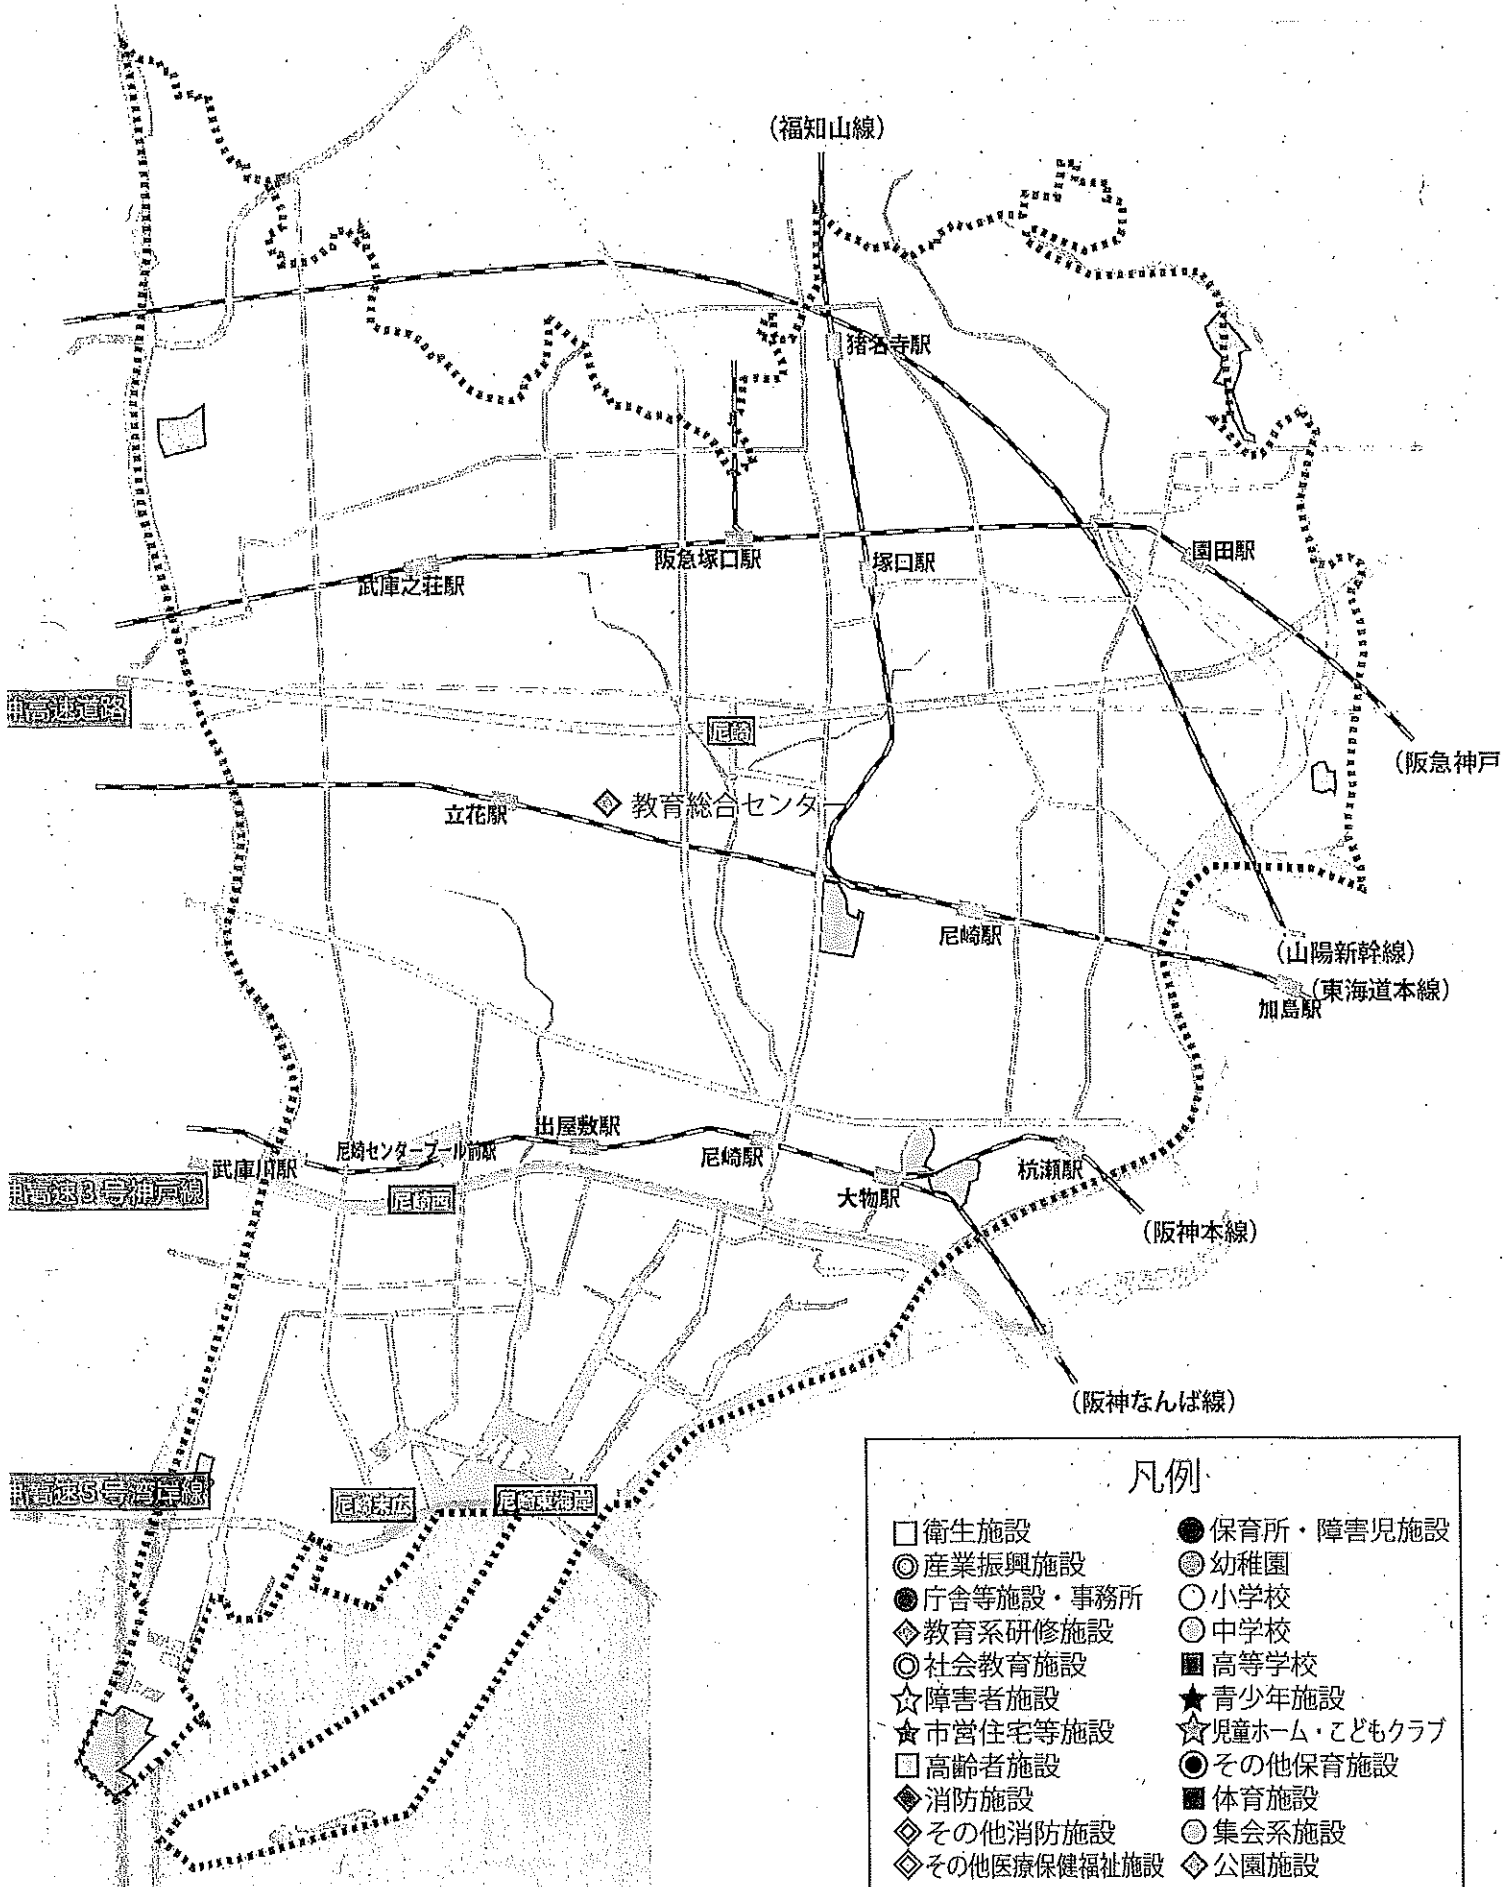 (福知山線)
猪名寺駅
阪急塚口駅
塚口駅
園田駅
武庫之荘駅
高速道路
尼崎
(阪急神戸
立花駅
教育総合センター
尼崎駅
(山陽新幹線)
(東海道本線)
加島駅
出屋敷駅
尼崎センタープール前駅
尼崎駅
武庫川駅
杭瀬駅
大物駅
高速3号神戸線
尼崎西
(阪神本線)
(阪神なんば線)
高速5号湾岸線
尼崎末広
尼崎東海岸
凡例
衛生施設
産業振興施設
庁舎等施設・事務所
教育系研修施設
社会教育施設
障害者施設
市営住宅等施設
高齢者施設
消防施設
その他消防施設
その他医療保健福祉施設
保育所・障害児施設
幼稚園
小学校
中学校
高等学校
青少年施設
児童ホーム・こどもクラブ
その他保育施設
体育施設
集会系施設
公園施設